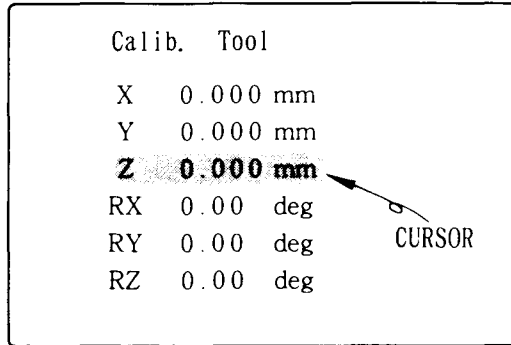 Calib. Tool
X 0.000 mm
Y 0.000 mm
Z 0.000 mm
RX 0.00 deg
RY 0.00 deg
RZ 0.00 deg
CURSOR